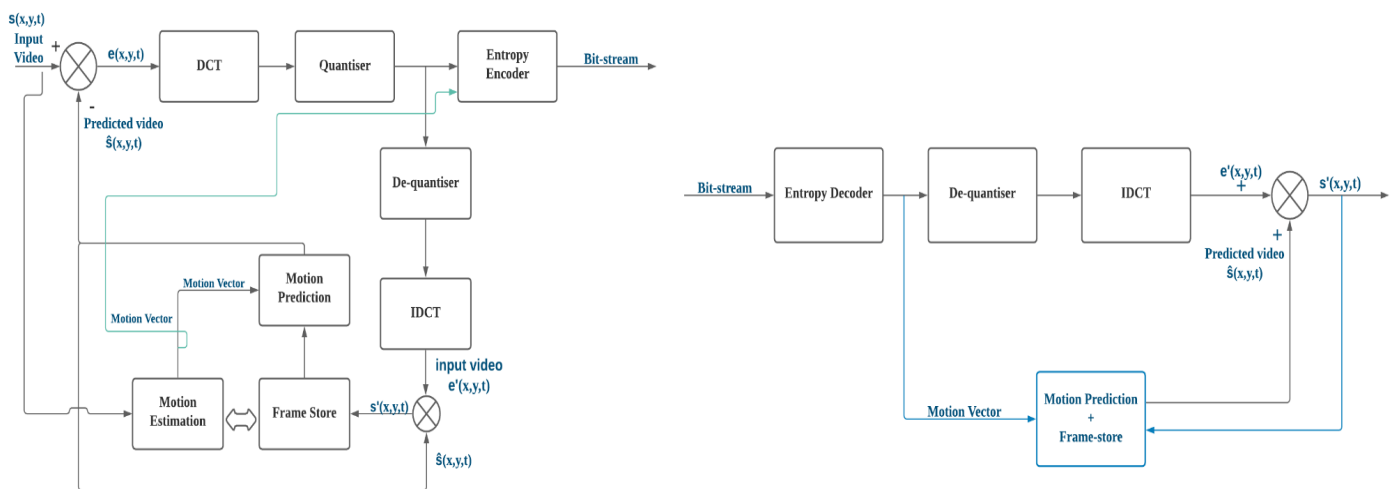 s(x,y,t)
Input
Video
+
e(x,y,t)
DCT
Quantiser
Entropy
Encoder
Bit-stream
-
Predicted video
ŝ(x,y,t)
De-quantiser
Motion
Prediction
Motion Vector
Motion Vector
IDCT
input video
e'(x,y,t)
Motion
Estimation
Frame Store
s'(x,y,t)
ŝ(x,y,t)
Bit-stream
Entropy Decoder
De-quantiser
IDCT
e'(x,y,t)
+
s'(x,y,t)
+
Predicted video
ŝ(x,y,t)
Motion Vector
Motion Prediction
+
Frame-store